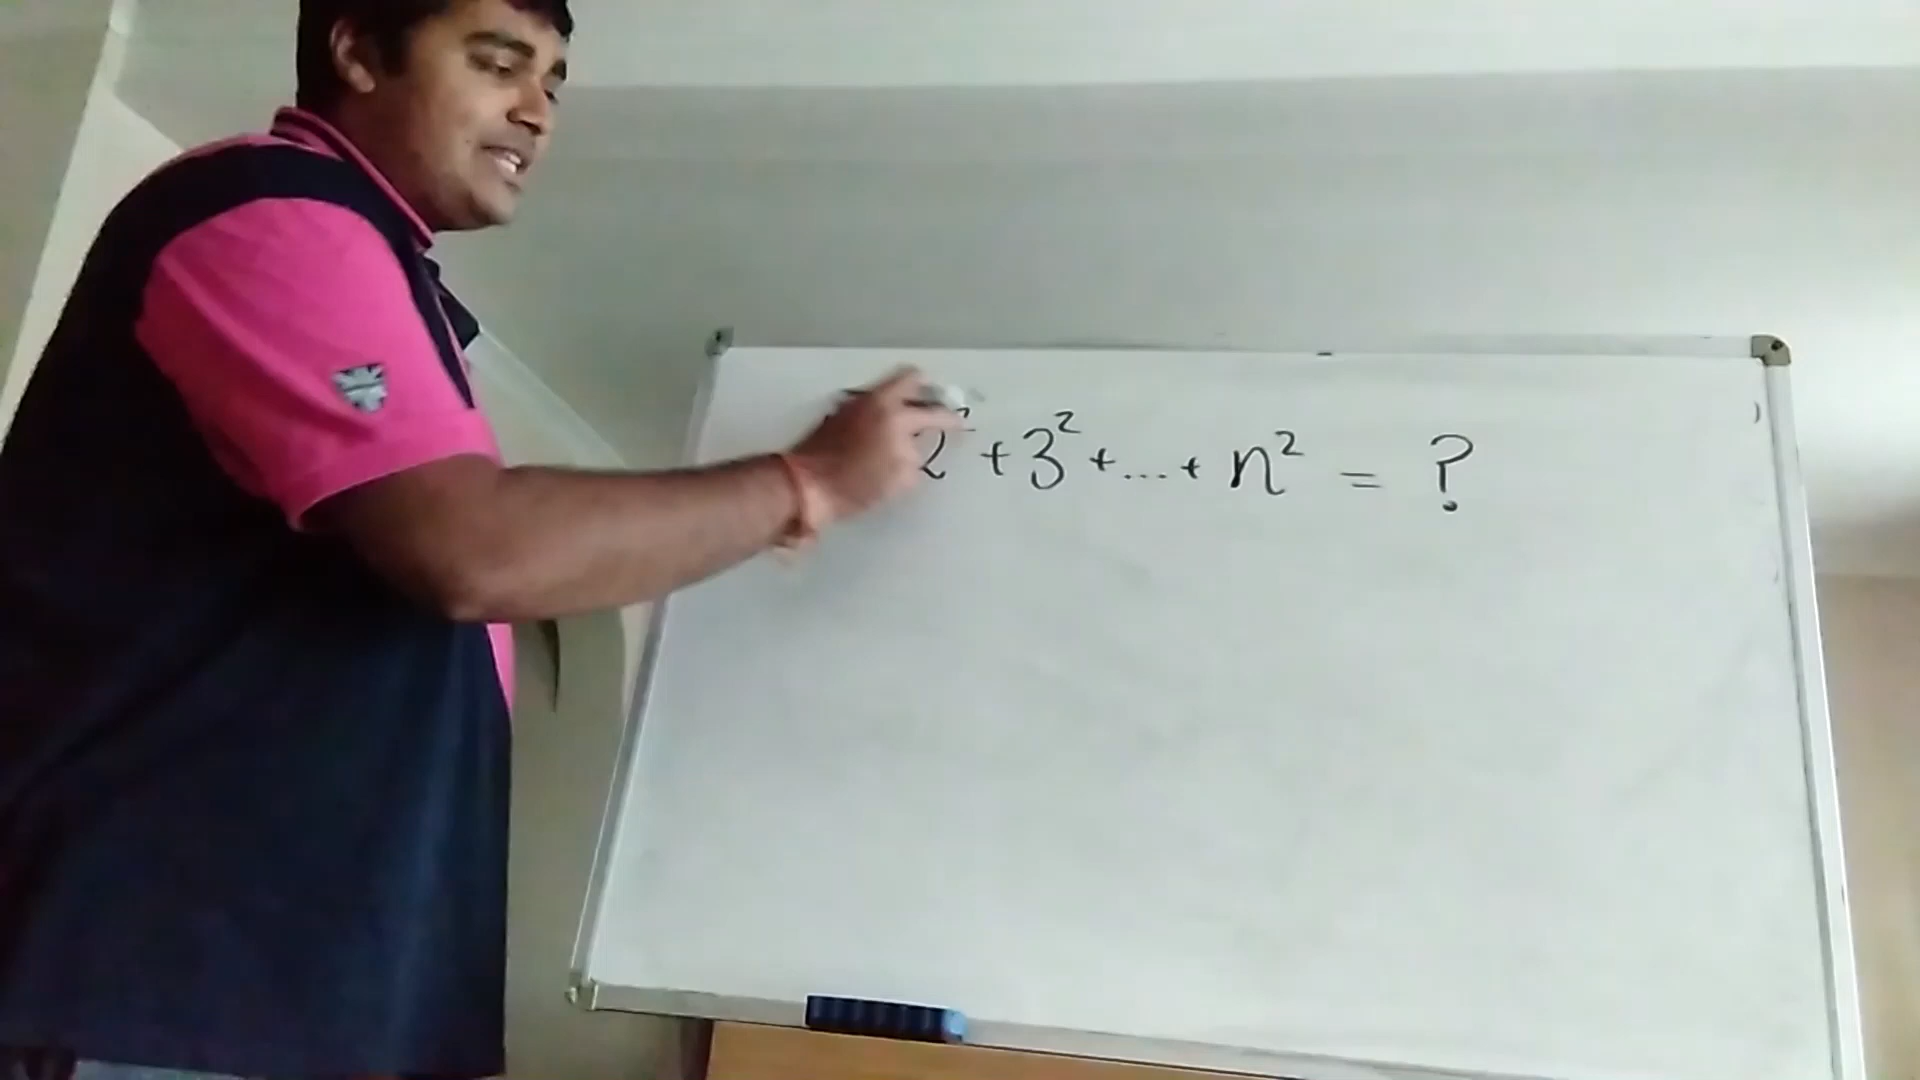 2² + 3² + ... + n² = ?